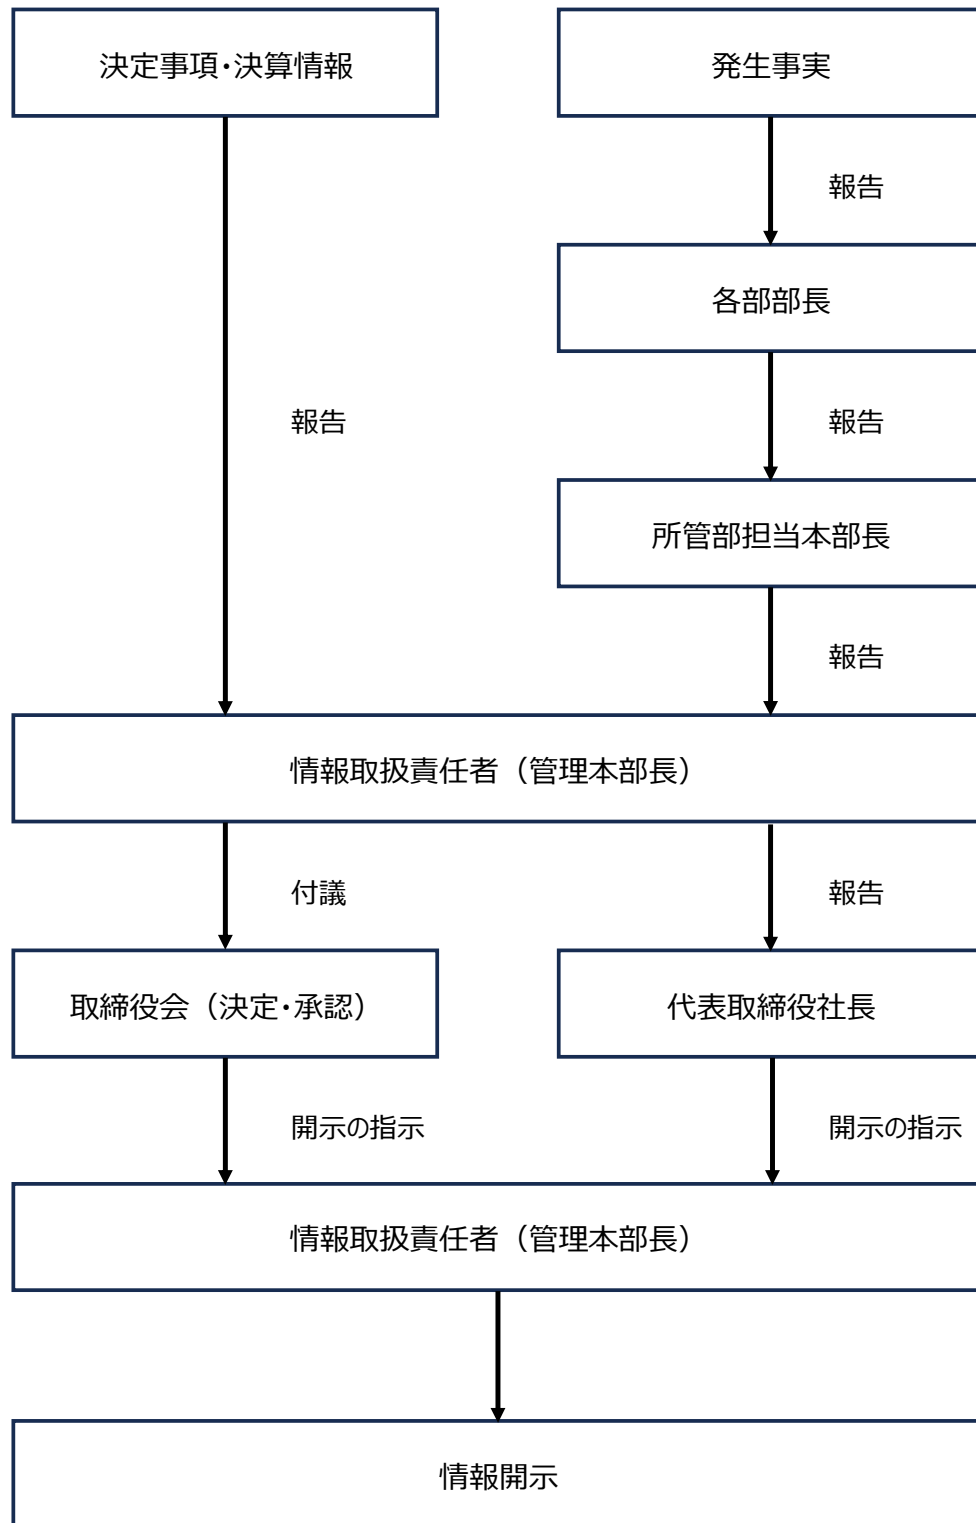 決定事項・決算情報
発生事実
報告
各部部長
報告
報告
所管部担当本部長
報告
情報取扱責任者（管理本部長）
付議
報告
取締役会（決定・承認）
代表取締役社長
開示の指示
開示の指示
情報取扱責任者（管理本部長）
情報開示